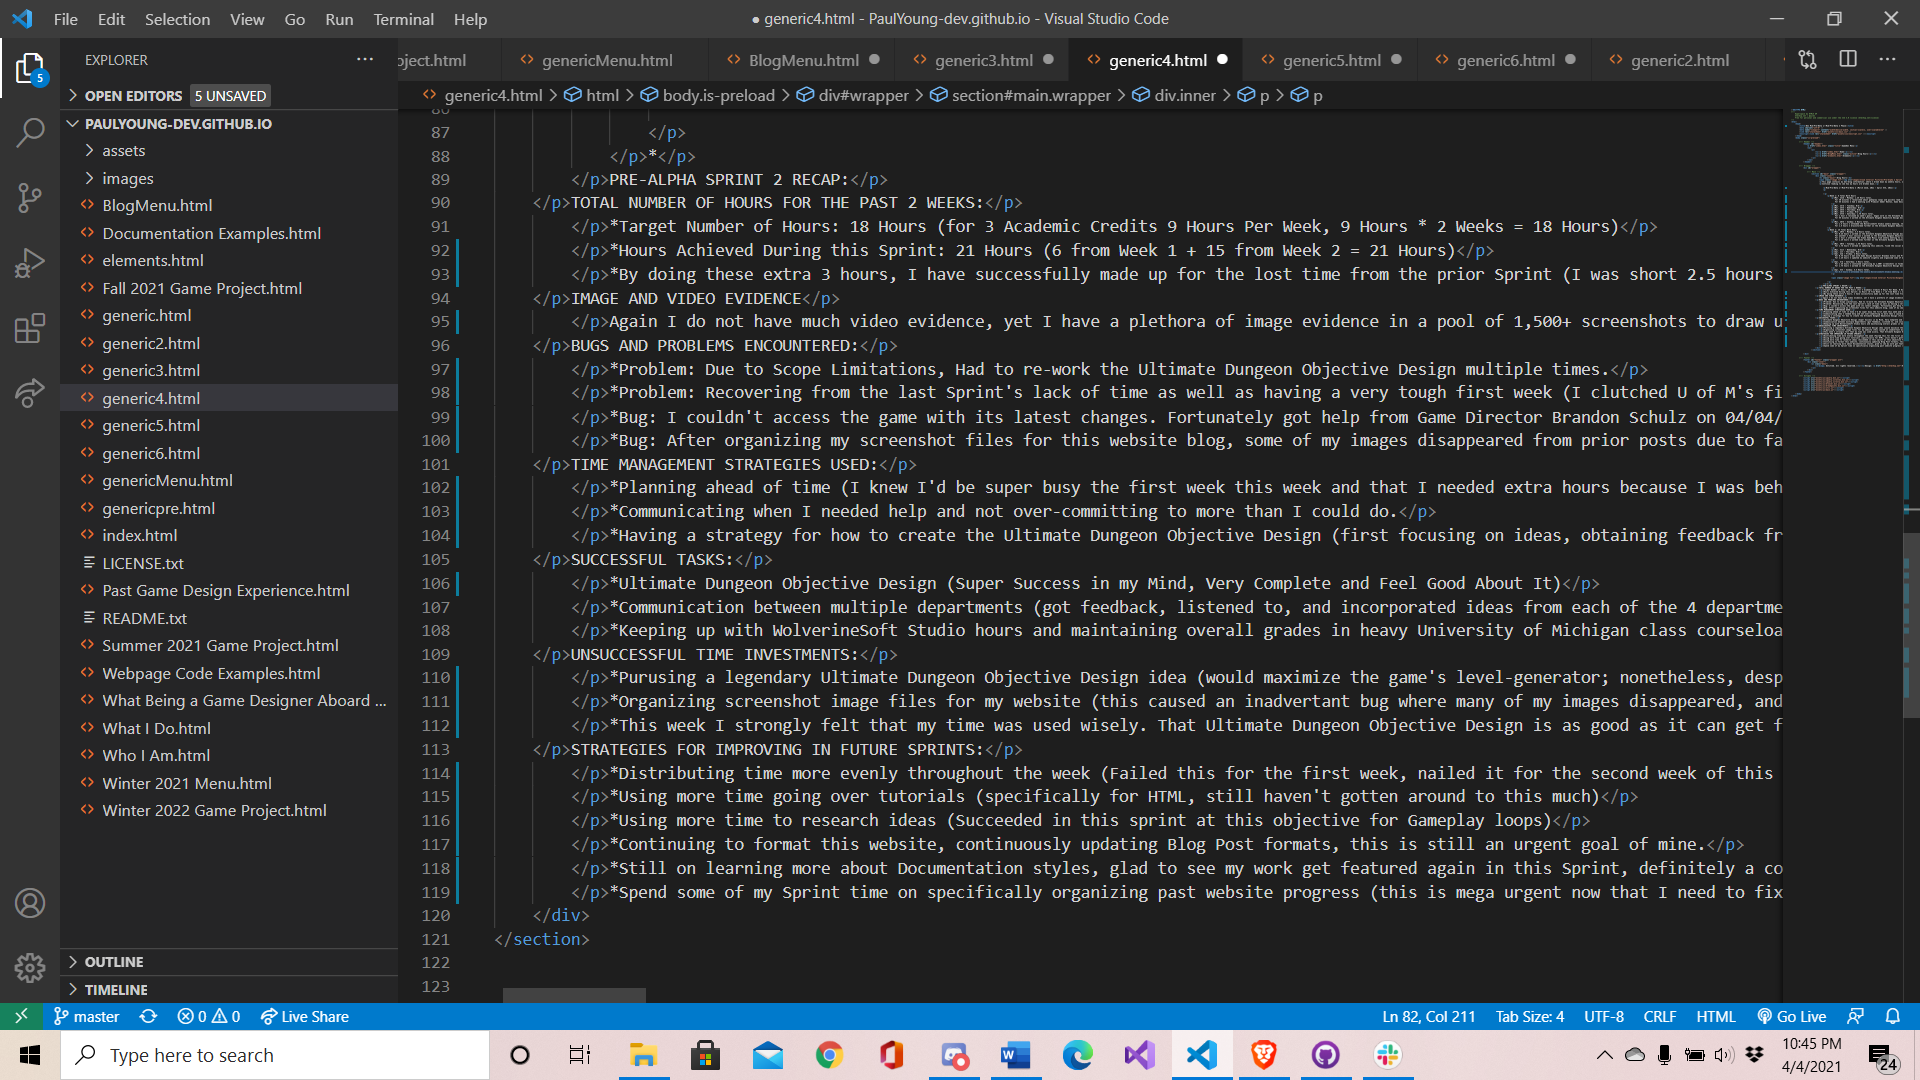 File Edit Selection View Go Run Terminal Help
● generic4.html - PaulYoung-dev.github.io - Visual Studio Code
EXPLORER
OPEN EDITORS 5 UNSAVED
PAULYOUNG-DEV.GITHUB.IO
assets
images
BlogMenu.html
Documentation Examples.html
elements.html
Fall 2021 Game Project.html
generic.html
generic2.html
generic3.html
generic4.html
generic5.html
generic6.html
genericMenu.html
genericpre.html
index.html
LICENSE.txt
Past Game Design Experience.html
README.txt
Summer 2021 Game Project.html
Webpage Code Examples.html
What Being a Game Designer Aboard ...
What I Do.html
Who I Am.html
Winter 2021 Menu.html
Winter 2022 Game Project.html
OUTLINE
TIMELINE
oject.html genericMenu.html BlogMenu.html generic3.html generic4.html generic5.html generic6.html generic2.html
generic4.html > html > body.is-preload > div#wrapper > section#main.wrapper > div.inner > p > p
87 </p>
88 </p>*</p>
89 </p>PRE-ALPHA SPRINT 2 RECAP:</p>
90 </p>TOTAL NUMBER OF HOURS FOR THE PAST 2 WEEKS:</p>
91 </p>*Target Number of Hours: 18 Hours (for 3 Academic Credits 9 Hours Per Week, 9 Hours * 2 Weeks = 18 Hours)</p>
92 </p>*Hours Achieved During this Sprint: 21 Hours (6 from Week 1 + 15 from Week 2 = 21 Hours)</p>
93 </p>*By doing these extra 3 hours, I have successfully made up for the lost time from the prior Sprint (I was short 2.5 hours
94 </p>IMAGE AND VIDEO EVIDENCE</p>
95 </p>Again I do not have much video evidence, yet I have a plethora of image evidence in a pool of 1,500+ screenshots to draw u
96 </p>BUGS AND PROBLEMS ENCOUNTERED:</p>
97 </p>*Problem: Due to Scope Limitations, Had to re-work the Ultimate Dungeon Objective Design multiple times.</p>
98 </p>*Problem: Recovering from the last Sprint's lack of time as well as having a very tough first week (I clutched U of M's fi
99 </p>*Bug: I couldn't access the game with its latest changes. Fortunately got help from Game Director Brandon Schulz on 04/04/
100 </p>*Bug: After organizing my screenshot files for this website blog, some of my images disappeared from prior posts due to fa
101 </p>TIME MANAGEMENT STRATEGIES USED:</p>
102 </p>*Planning ahead of time (I knew I'd be super busy the first week this week and that I needed extra hours because I was beh
103 </p>*Communicating when I needed help and not over-committing to more than I could do.</p>
104 </p>*Having a strategy for how to create the Ultimate Dungeon Objective Design (first focusing on ideas, obtaining feedback fr
105 </p>SUCCESSFUL TASKS:</p>
106 </p>*Ultimate Dungeon Objective Design (Super Success in my Mind, Very Complete and Feel Good About It)</p>
107 </p>*Communication between multiple departments (got feedback, listened to, and incorporated ideas from each of the 4 departme
108 </p>*Keeping up with WolverineSoft Studio hours and maintaining overall grades in heavy University of Michigan class courseloa
109 </p>UNSUCCESSFUL TIME INVESTMENTS:</p>
110 </p>*Purusing a legendary Ultimate Dungeon Objective Design idea (would maximize the game's level-generator; nonetheless, desp
111 </p>*Organizing screenshot image files for my website (this caused an inadvertant bug where many of my images disappeared, and
112 </p>*This week I strongly felt that my time was used wisely. That Ultimate Dungeon Objective Design is as good as it can get f
113 </p>STRATEGIES FOR IMPROVING IN FUTURE SPRINTS:</p>
114 </p>*Distributing time more evenly throughout the week (Failed this for the first week, nailed it for the second week of this
115 </p>*Using more time going over tutorials (specifically for HTML, still haven't gotten around to this much)</p>
116 </p>*Using more time to research ideas (Succeeded in this sprint at this objective for Gameplay loops)</p>
117 </p>*Continuing to format this website, continuously updating Blog Post formats, this is still an urgent goal of mine.</p>
118 </p>*Still on learning more about Documentation styles, glad to see my work get featured again in this Sprint, definitely a co
119 </p>*Spend some of my Sprint time on specifically organizing past website progress (this is mega urgent now that I need to fix
120 </div>
121 </section>
122
123
master 0 0 Live Share Ln 82, Col 211 Tab Size: 4 UTF-8 CRLF HTML Go Live
Type here to search
10:45 PM
4/4/2021
24